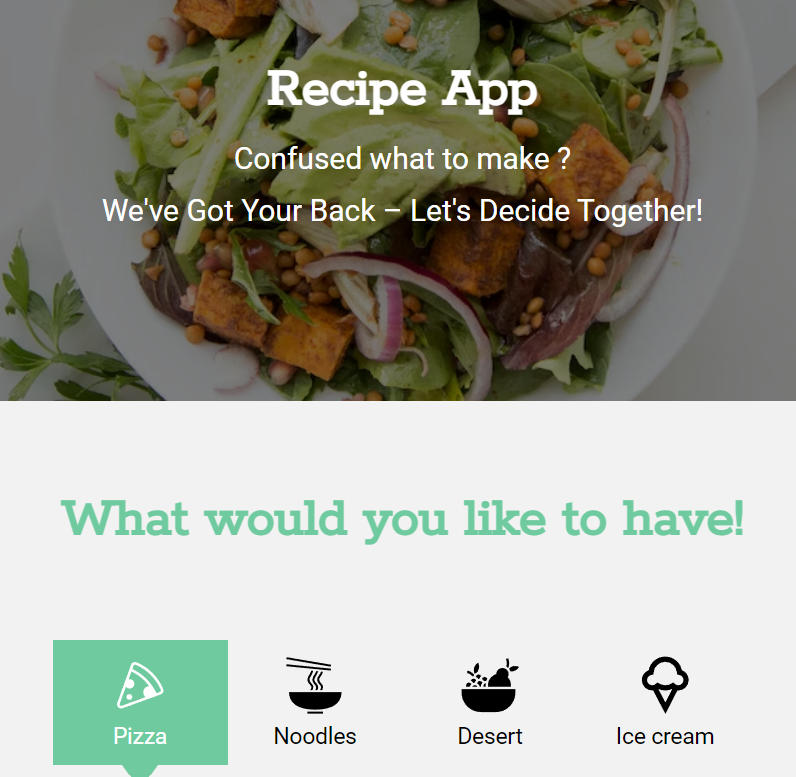 Recipe App
Confused what to make ?
We've Got Your Back – Let's Decide Together!
What would you like to have!
Pizza
Noodles
Desert
Ice cream